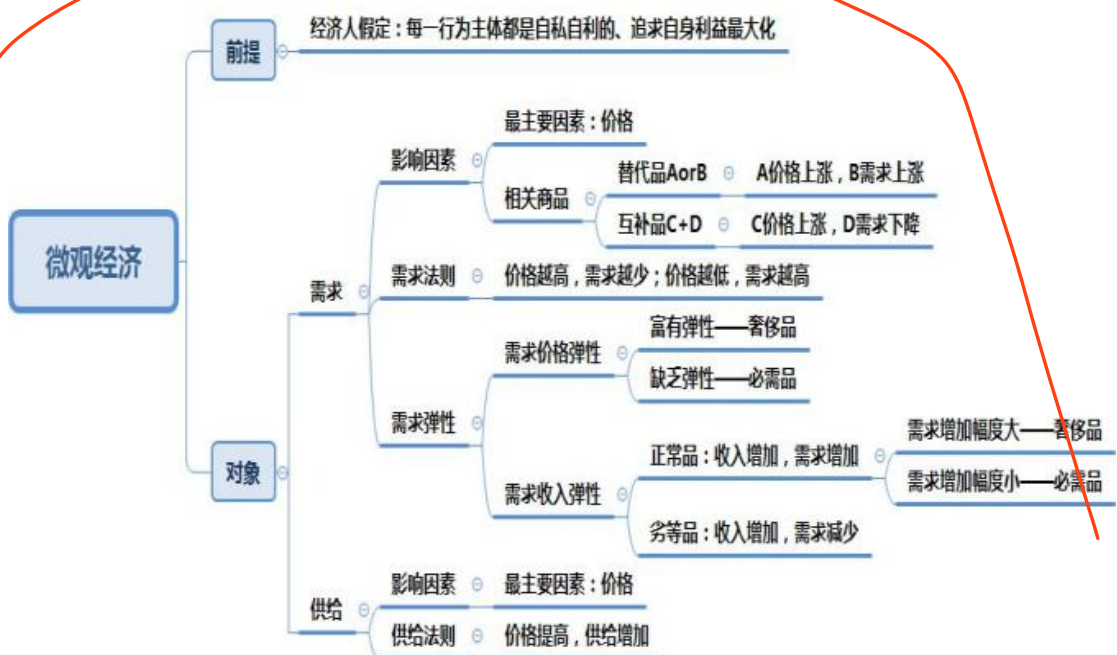 微观经济
前提
经济人假定：每一行为主体都是自私自利的、追求自身利益最大化
对象
需求
影响因素
最主要因素：价格
相关商品
替代品AorB
A价格上涨，B需求上涨
互补品C+D
C价格上涨，D需求下降
需求法则
价格越高，需求越少；价格越低，需求越高
需求弹性
需求价格弹性
富有弹性——奢侈品
缺乏弹性——必需品
需求收入弹性
正常品：收入增加，需求增加
需求增加幅度大——奢侈品
需求增加幅度小——必需品
劣等品：收入增加，需求减少
供给
影响因素
最主要因素：价格
供给法则
价格提高，供给增加